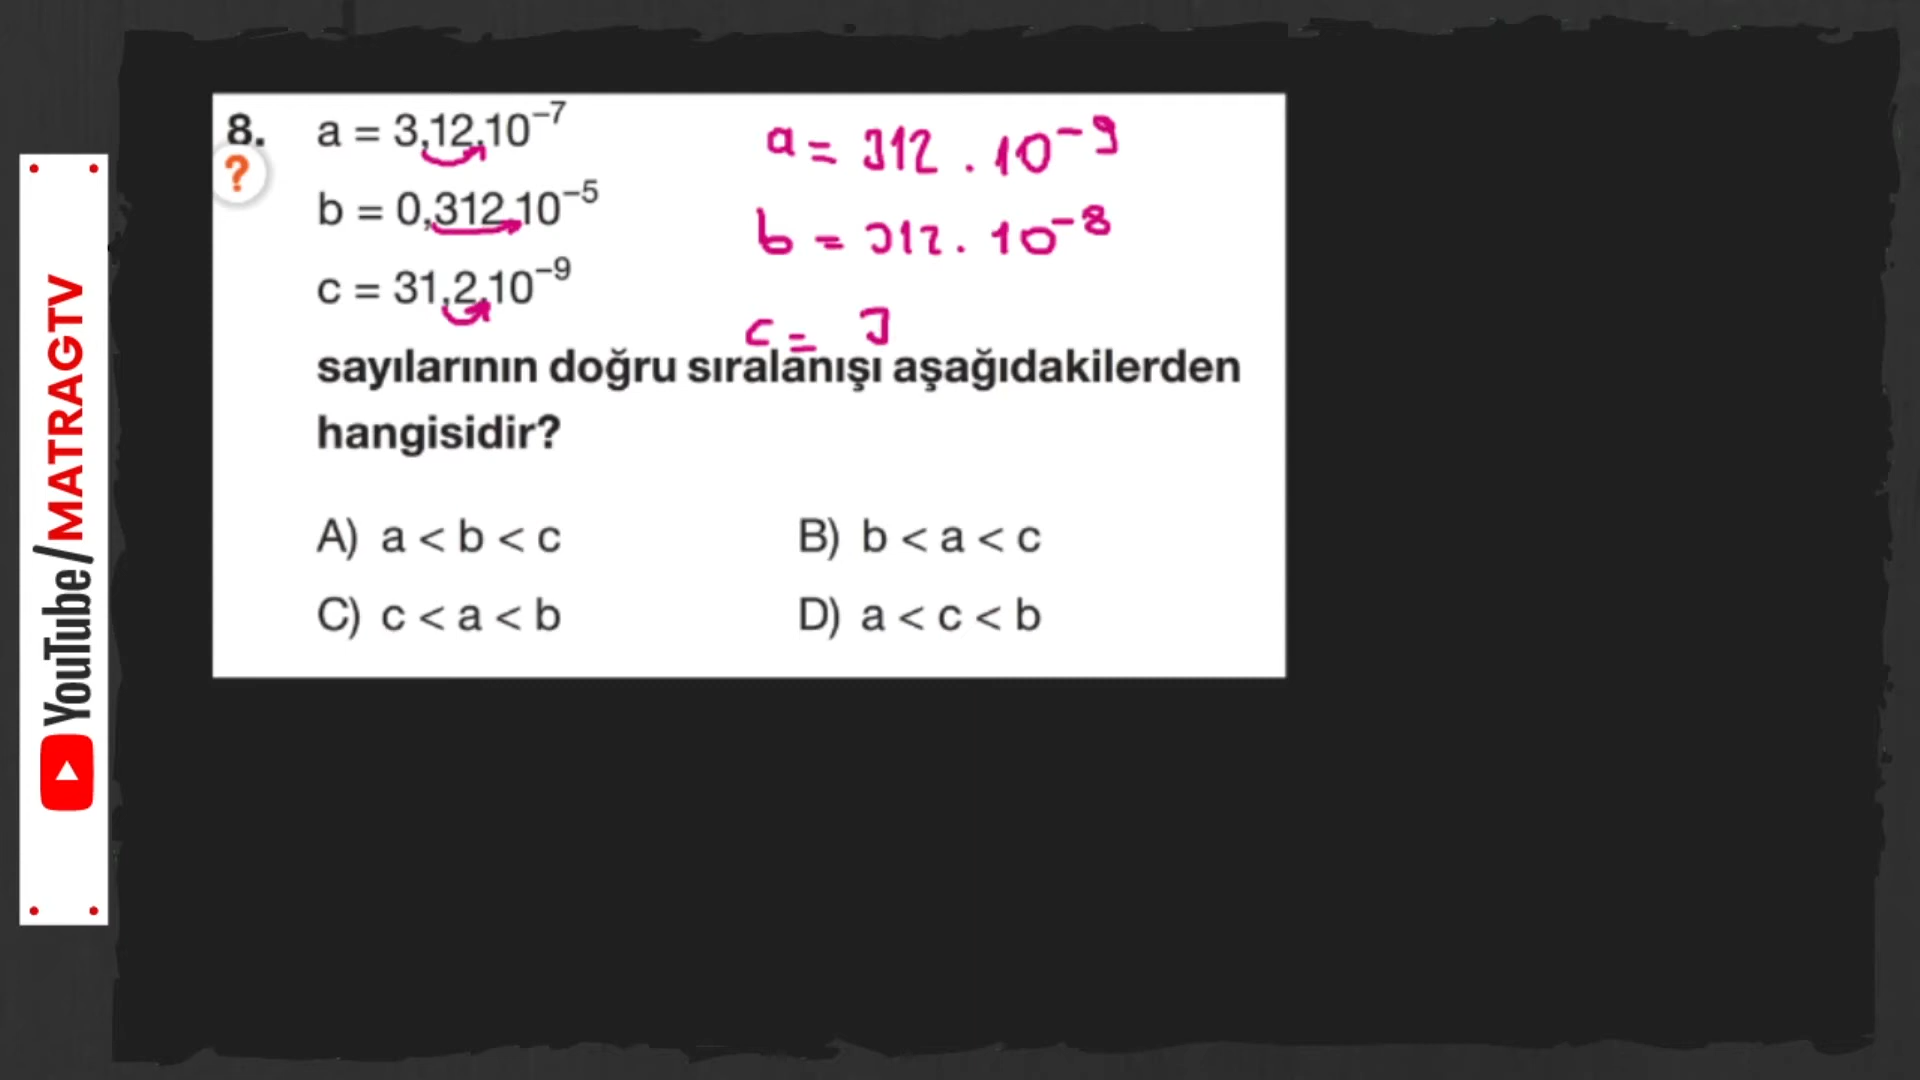 8. a = 3,12.10⁻⁷
a = 312 . 10⁻⁹
?
b = 0,312.10⁻⁵
b = 312 . 10⁻⁸
c = 31,2.10⁻⁹
c = 3
sayılarının doğru sıralanışı aşağıdakilerden
hangisidir?
A) a < b < c
B) b < a < c
C) c < a < b
D) a < c < b
YouTube/MATRAGTV